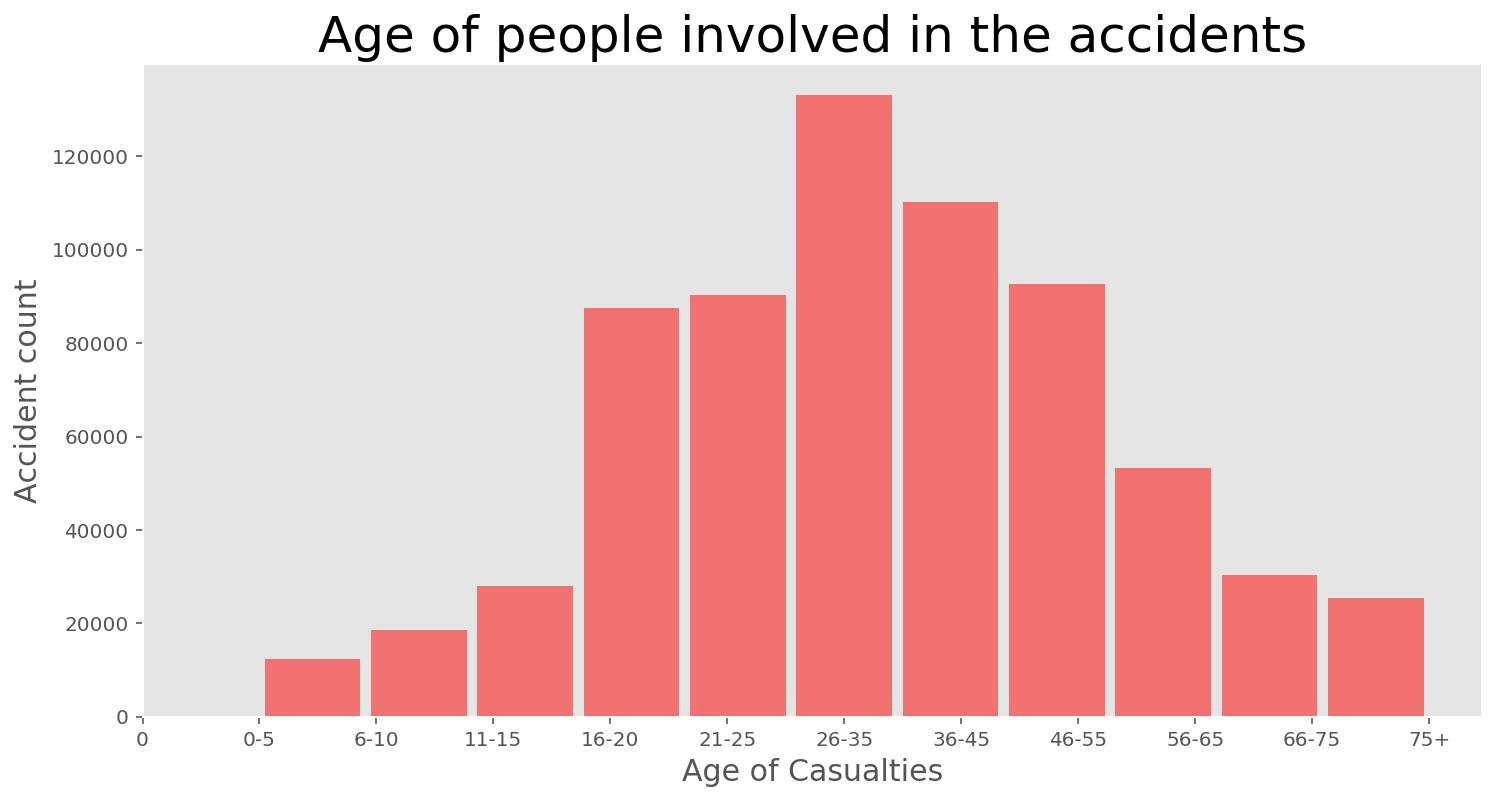 Age of people involved in the accidents
Accident count
120000
100000
80000
60000
40000
20000
0
0 0-5 6-10 11-15 16-20 21-25 26-35 36-45 46-55 56-65 66-75 75+
Age of Casualties